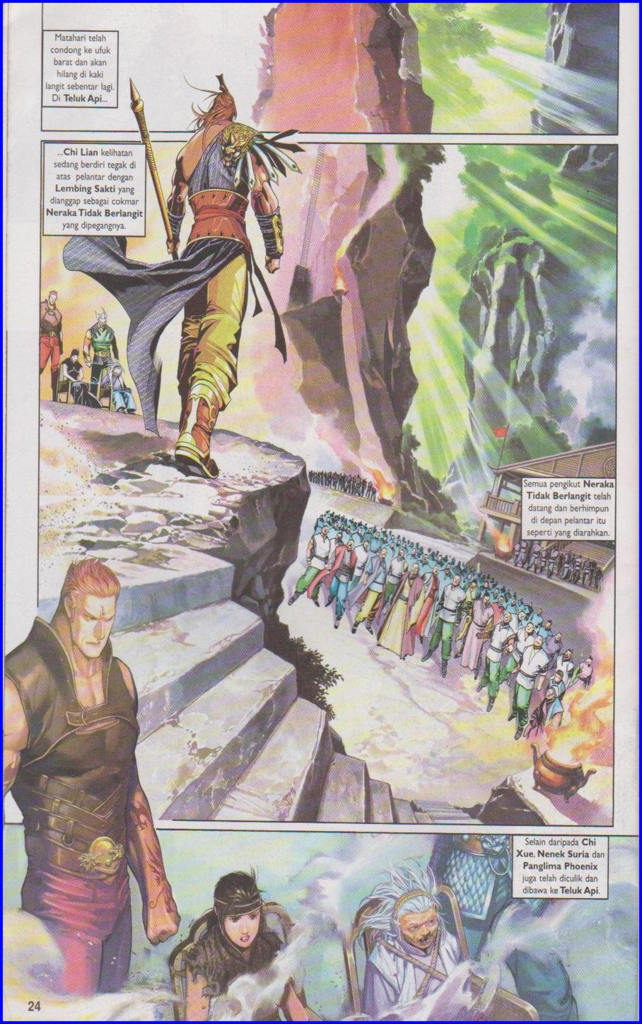 Matahari telah
condong ke ufuk
barat dan akan
hilang di kaki
langit sebentar lagi.
Di Teluk Api...
...Chi Lian kelihatan
sedang berdiri tegak di
atas pelantar dengan
Lembing Sakti yang
dianggap sebagai cokmar
Neraka Tidak Berlangit
yang dipegangnya.
Semua pengikut Neraka
Tidak Berlangit telah
datang dan berhimpun
di depan pelantar itu
seperti yang diarahkan.
Selain daripada Chi
Xue, Nenek Suria dan
Panglima Phoenix
juga telah diculik dan
dibawa ke Teluk Api.
24